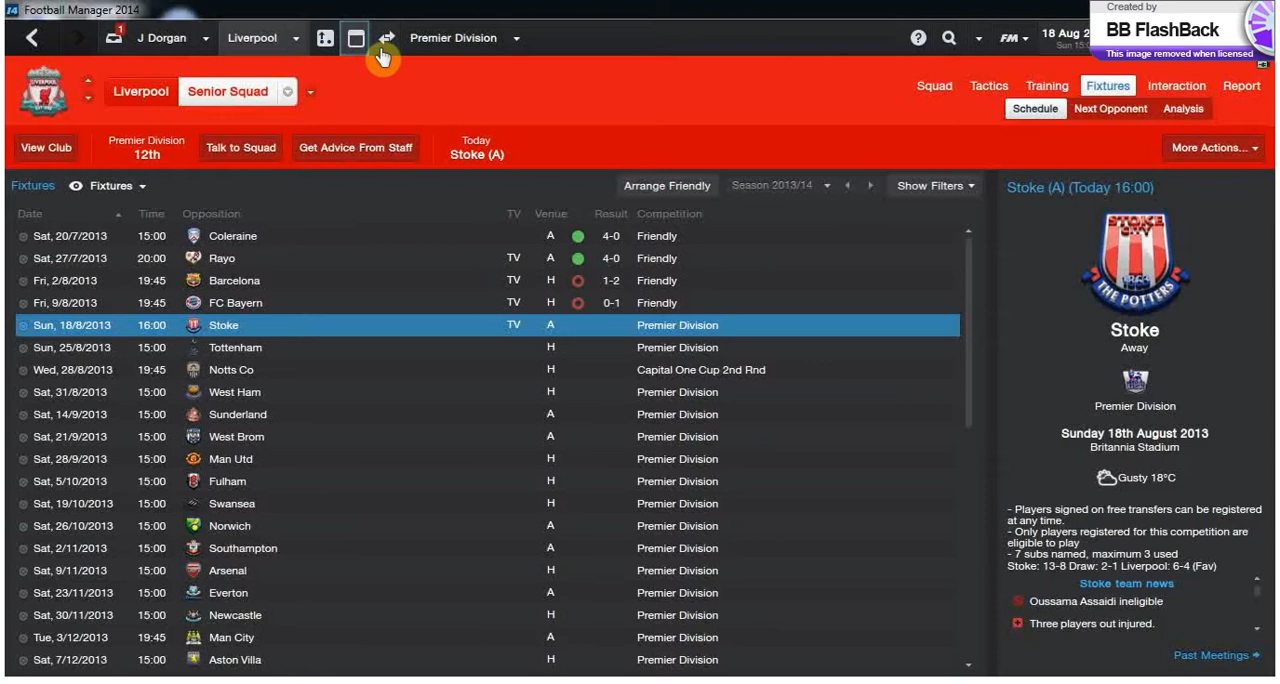 Football Manager 2014
Created by
BB FlashBack
This image removed when licensed
1
J Dorgan
Liverpool
Premier Division
FM
18 Aug 2
Sun 15:
Liverpool
Senior Squad
Squad
Tactics
Training
Fixtures
Interaction
Report
Schedule
Next Opponent
Analysis
View Club
Premier Division
12th
Talk to Squad
Get Advice From Staff
Today
Stoke (A)
More Actions...
Fixtures
Fixtures
Arrange Friendly
Season 2013/14
Show Filters
Date Time Opposition TV Venue Result Competition
Sat, 20/7/2013 15:00 Coleraine A 4-0 Friendly
Sat, 27/7/2013 20:00 Rayo TV A 4-0 Friendly
Fri, 2/8/2013 19:45 Barcelona TV H 1-2 Friendly
Fri, 9/8/2013 19:45 FC Bayern TV H 0-1 Friendly
Sun, 18/8/2013 16:00 Stoke TV A Premier Division
Sun, 25/8/2013 15:00 Tottenham H Premier Division
Wed, 28/8/2013 19:45 Notts Co H Capital One Cup 2nd Rnd
Sat, 31/8/2013 15:00 West Ham H Premier Division
Sat, 14/9/2013 15:00 Sunderland A Premier Division
Sat, 21/9/2013 15:00 West Brom A Premier Division
Sat, 28/9/2013 15:00 Man Utd H Premier Division
Sat, 5/10/2013 15:00 Fulham H Premier Division
Sat, 19/10/2013 15:00 Swansea H Premier Division
Sat, 26/10/2013 15:00 Norwich A Premier Division
Sat, 2/11/2013 15:00 Southampton A Premier Division
Sat, 9/11/2013 15:00 Arsenal H Premier Division
Sat, 23/11/2013 15:00 Everton A Premier Division
Sat, 30/11/2013 15:00 Newcastle H Premier Division
Tue, 3/12/2013 19:45 Man City A Premier Division
Sat, 7/12/2013 15:00 Aston Villa H Premier Division
Stoke (A) (Today 16:00)
STOKE
CITY
1863
THE POTTERS
Stoke
Away
Premier Division
Sunday 18th August 2013
Britannia Stadium
Gusty 18°C
- Players signed on free transfers can be registered
at any time.
- Only players registered for this competition are
eligible to play
- 7 subs named, maximum 3 used
Stoke: 13-8 Draw: 2-1 Liverpool: 6-4 (Fav)
Stoke team news
Oussama Assaidi ineligible
Three players out injured.
Past Meetings